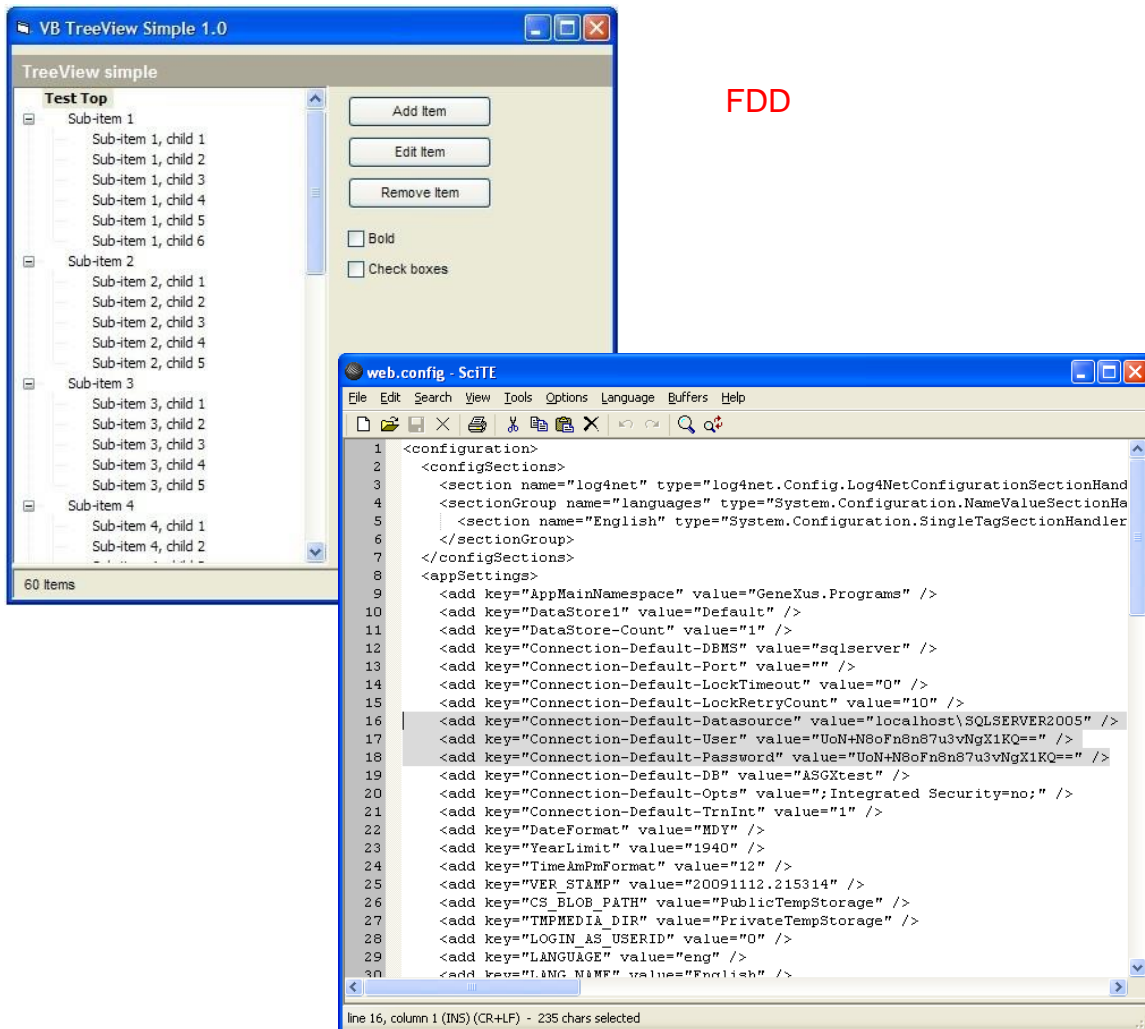 VB TreeView Simple 1.0
TreeView simple
Test Top
Sub-item 1
Sub-item 1, child 1
Sub-item 1, child 2
Sub-item 1, child 3
Sub-item 1, child 4
Sub-item 1, child 5
Sub-item 1, child 6
Sub-item 2
Sub-item 2, child 1
Sub-item 2, child 2
Sub-item 2, child 3
Sub-item 2, child 4
Sub-item 2, child 5
Sub-item 3
Sub-item 3, child 1
Sub-item 3, child 2
Sub-item 3, child 3
Sub-item 3, child 4
Sub-item 3, child 5
Sub-item 4
Sub-item 4, child 1
Sub-item 4, child 2
60 Items
Add Item
Edit Item
Remove Item
Bold
Check boxes
FDD
web.config - SciTE
File Edit Search View Tools Options Language Buffers Help
1 <configuration>
2 <configSections>
3 <section name="log4net" type="log4net.Config.Log4NetConfigurationSectionHand
4 <sectionGroup name="languages" type="System.Configuration.NameValueSectionHa
5 <section name="English" type="System.Configuration.SingleTagSectionHandler
6 </sectionGroup>
7 </configSections>
8 <appSettings>
9 <add key="AppMainNamespace" value="GeneXus.Programs" />
10 <add key="DataStore1" value="Default" />
11 <add key="DataStore-Count" value="1" />
12 <add key="Connection-Default-DBMS" value="sqlserver" />
13 <add key="Connection-Default-Port" value="" />
14 <add key="Connection-Default-LockTimeout" value="0" />
15 <add key="Connection-Default-LockRetryCount" value="10" />
16 <add key="Connection-Default-Datasource" value="localhost\SQLSERVER2005" />
17 <add key="Connection-Default-User" value="UoN+N8oFn8n87u3vNgX1KQ==" />
18 <add key="Connection-Default-Password" value="UoN+N8oFn8n87u3vNgX1KQ==" />
19 <add key="Connection-Default-DB" value="ASGXtest" />
20 <add key="Connection-Default-Opts" value=";Integrated Security=no;" />
21 <add key="Connection-Default-TrnInt" value="1" />
22 <add key="DateFormat" value="MDY" />
23 <add key="YearLimit" value="1940" />
24 <add key="TimeAmPmFormat" value="12" />
25 <add key="VER_STAMP" value="20091112.215314" />
26 <add key="CS_BLOB_PATH" value="PublicTempStorage" />
27 <add key="TMPMEDIA_DIR" value="PrivateTempStorage" />
28 <add key="LOGIN_AS_USERID" value="0" />
29 <add key="LANGUAGE" value="eng" />
30 <add key="LANG_NAME" value="English" />
line 16, column 1 (INS) (CR+LF) - 235 chars selected